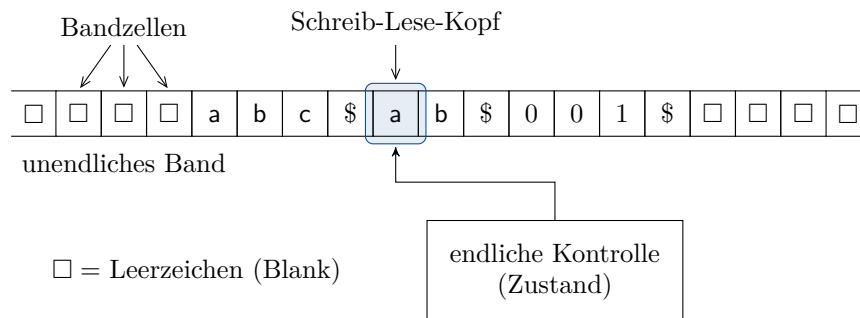 Bandzellen
Schreib-Lese-Kopf
□ □ □ □ a b c $ a b $ 0 0 1 $ □ □ □ □
unendliches Band
endliche Kontrolle
(Zustand)
□ = Leerzeichen (Blank)